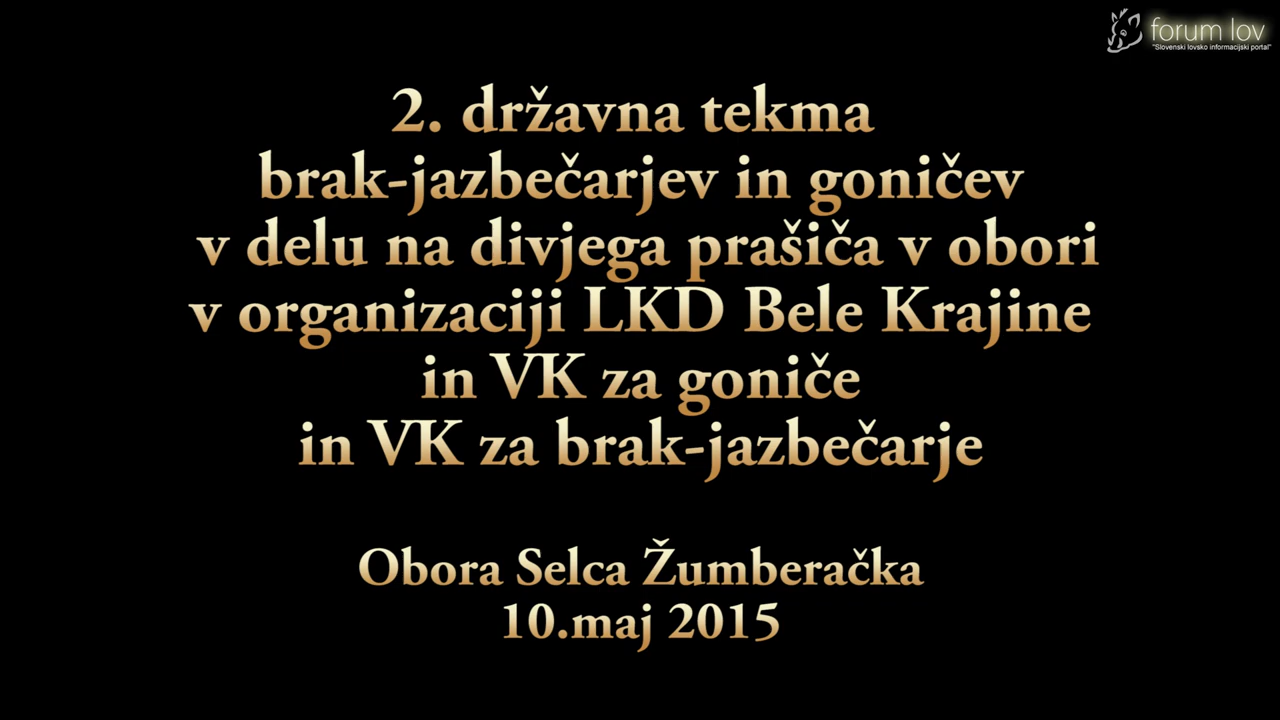 forum lov
"Slovenski lovsko informacijski portal"
2. državna tekma
brak-jazbečarjev in goničev
v delu na divjega prašiča v obori
v organizaciji LKD Bele Krajine
in VK za goniče
in VK za brak-jazbečarje
Obora Selca Žumberačka
10.maj 2015